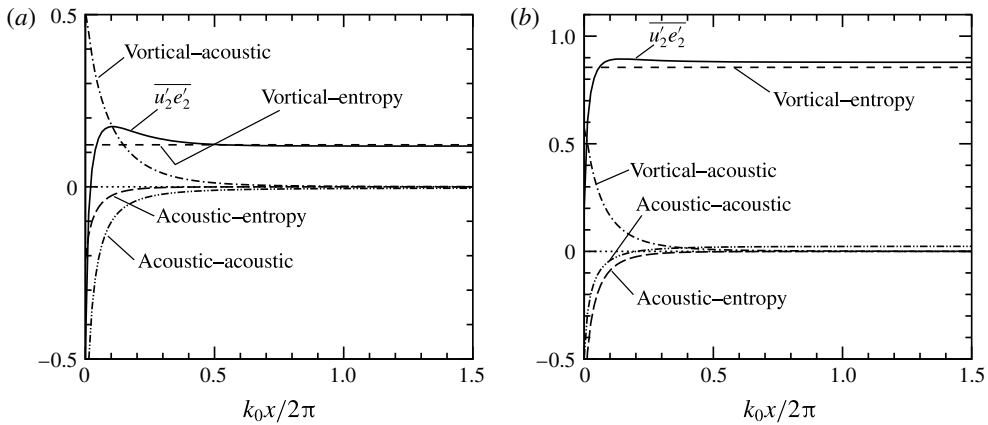 (a)
0.5
0
−0.5
Vortical–acoustic
u′2e′2
Vortical–entropy
Acoustic–entropy
Acoustic–acoustic
0
0.5
1.0
1.5
k0x/2π
(b)
1.0
0.5
0
−0.5
u′2e′2
Vortical–entropy
Vortical–acoustic
Acoustic–acoustic
Acoustic–entropy
0
0.5
1.0
1.5
k0x/2π